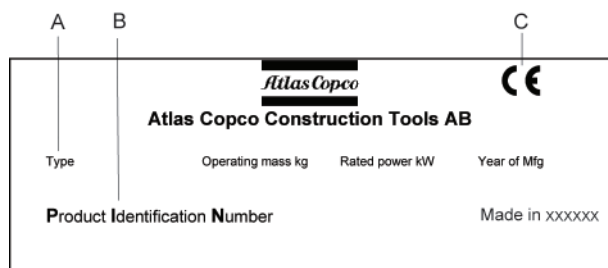 A B C
Atlas Copco CE
Atlas Copco Construction Tools AB
Type Operating mass kg Rated power kW Year of Mfg
Product Identification Number Made in xxxxxx